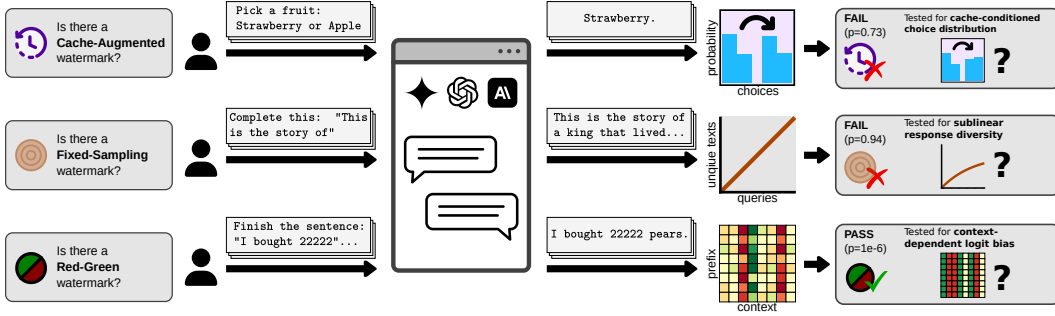 Is there a
Cache-Augmented
watermark?
Pick a fruit:
Strawberry or Apple
Strawberry.
probability
choices
FAIL
(p=0.73)
Tested for cache-conditioned
choice distribution
?
Is there a
Fixed-Sampling
watermark?
Complete this: "This
is the story of"
This is the story of
a king that lived...
unqiue texts
queries
FAIL
(p=0.94)
Tested for sublinear
response diversity
?
Is there a
Red-Green
watermark?
Finish the sentence:
"I bought 22222"...
I bought 22222 pears.
prefix
context
PASS
(p=1e-6)
Tested for context-
dependent logit bias
?
A\